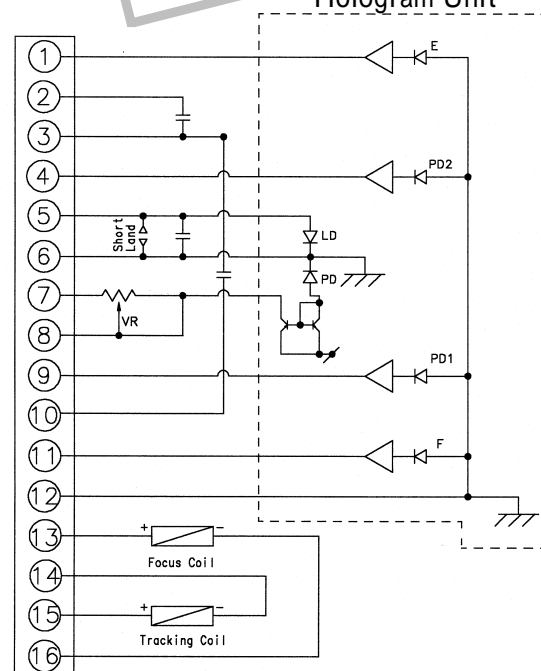 Hologram Unit
1
E
2
3
4
PD2
5
Short Land
LD
6
PD
7
VR
8
9
PD1
10
11
F
12
13
+ −
Focus Coil
14
15
+ −
Tracking Coil
16